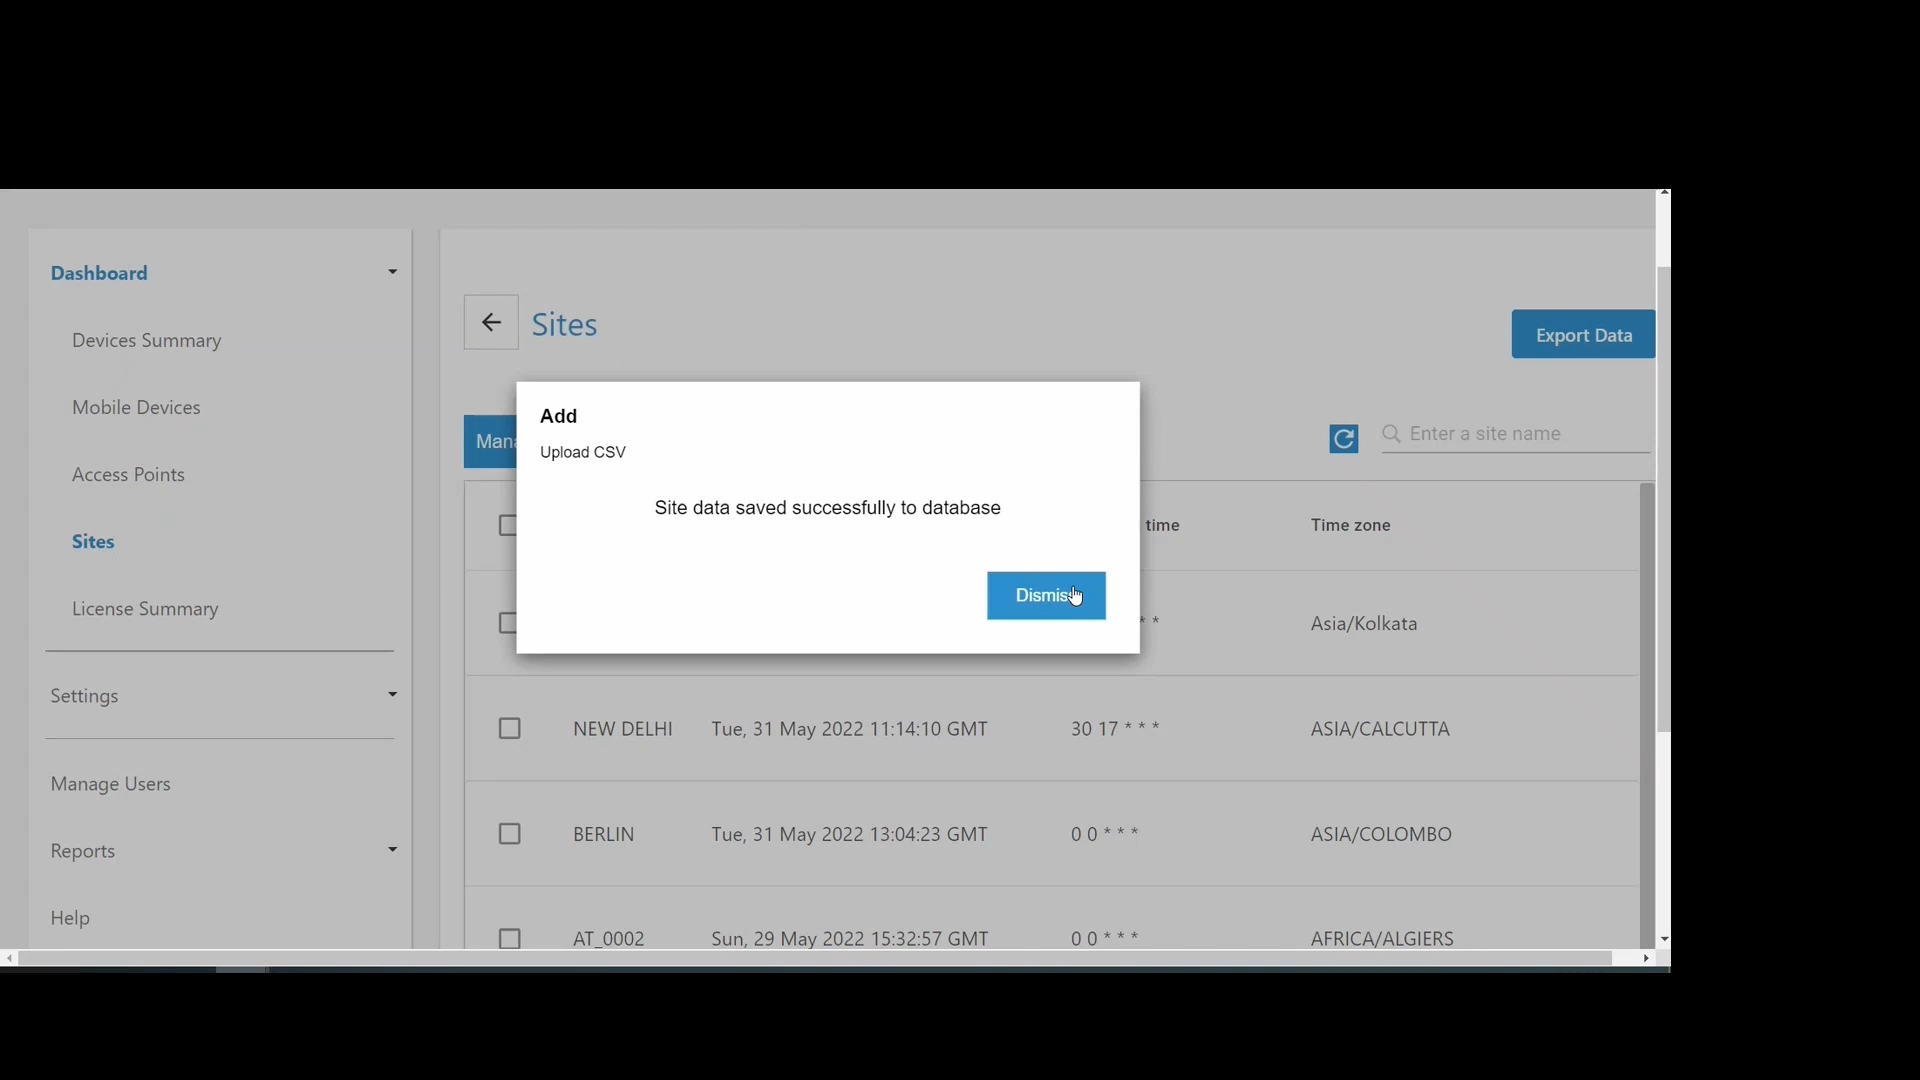 Dashboard
Devices Summary
Mobile Devices
Access Points
Sites
License Summary
Settings
Manage Users
Reports
Help
Sites
Export Data
Mana
Enter a site name
Add
Upload CSV
Site data saved successfully to database
Dismiss
time Time zone
* * Asia/Kolkata
NEW DELHI Tue, 31 May 2022 11:14:10 GMT 30 17 * * * ASIA/CALCUTTA
BERLIN Tue, 31 May 2022 13:04:23 GMT 0 0 * * * ASIA/COLOMBO
AT_0002 Sun, 29 May 2022 15:32:57 GMT 0 0 * * * AFRICA/ALGIERS